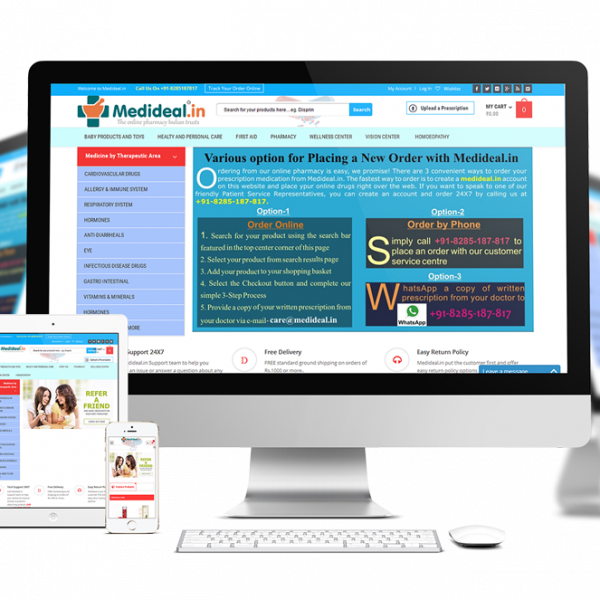 Welcome to Medideal.in Call Us On +91-8285187817 Track Your Order Online My Account Log In Wishlist
Medideal.in
The online pharmacy Indian trusts
Search for your products here...eg. Disprin Search
Upload a Prescription
MY CART
₹0.00
0
BABY PRODUCTS AND TOYS HEALTY AND PERSONAL CARE FIRST AID PHARMACY WELLNESS CENTER VISION CENTER HOMOEOPATHY
Medicine by Therapeutic Area
CARDIOVASCULAR DRUGS
ALLERGY & IMMUNE SYSTEM
RESPIRATORY SYSTEM
HORMONES
ANTI-DIARRHEALS
EYE
INFECTIOUS DISEASE DRUGS
GASTRO INTESTINAL
VITAMINS & MINERALS
HORMONES
MORE
Various option for Placing a New Order with Medideal.in
Ordering from our online pharmacy is easy, we promise! There are 3 convenient ways to order your
prescription medication from Medideal.in. The fastest way to order is to create a medideal.in account
on this website and place your online drugs right over the web. If you want to speak to one of our
friendly Patient Service Representatives, you can create an account and order 24X7 by calling us at
+91-8285-187-817.
Option-1
Order Online
1. Search for your product using the search bar
featured in the top center corner of this page
2. Select your product from search results page
3. Add your product to your shopping basket
4. Select the Checkout button and complete our
simple 3-Step Process
5. Provide a copy of your written prescription from
your doctor via e-mail- care@medideal.in
Option-2
Order by Phone
Simply call +91-8285-187-817 to
place an order with our customer
service centre
Option-3
WhatsApp a copy of written
prescription from your doctor to
WhatsApp +91-8285-187-817
Support 24X7
Medideal.in Support team to help you
an issue or answer a question about
D
Free Delivery
FREE standard ground shipping on orders of
Rs.1000 or more.
Easy Return Policy
Medideal.in put the customer first and offer
easy return policy options
Leave a message
Medideal.in
REFER
A
FRIEND
Support 24X7
Free Delivery
Easy Return Policy
REFER
A
FRIEND